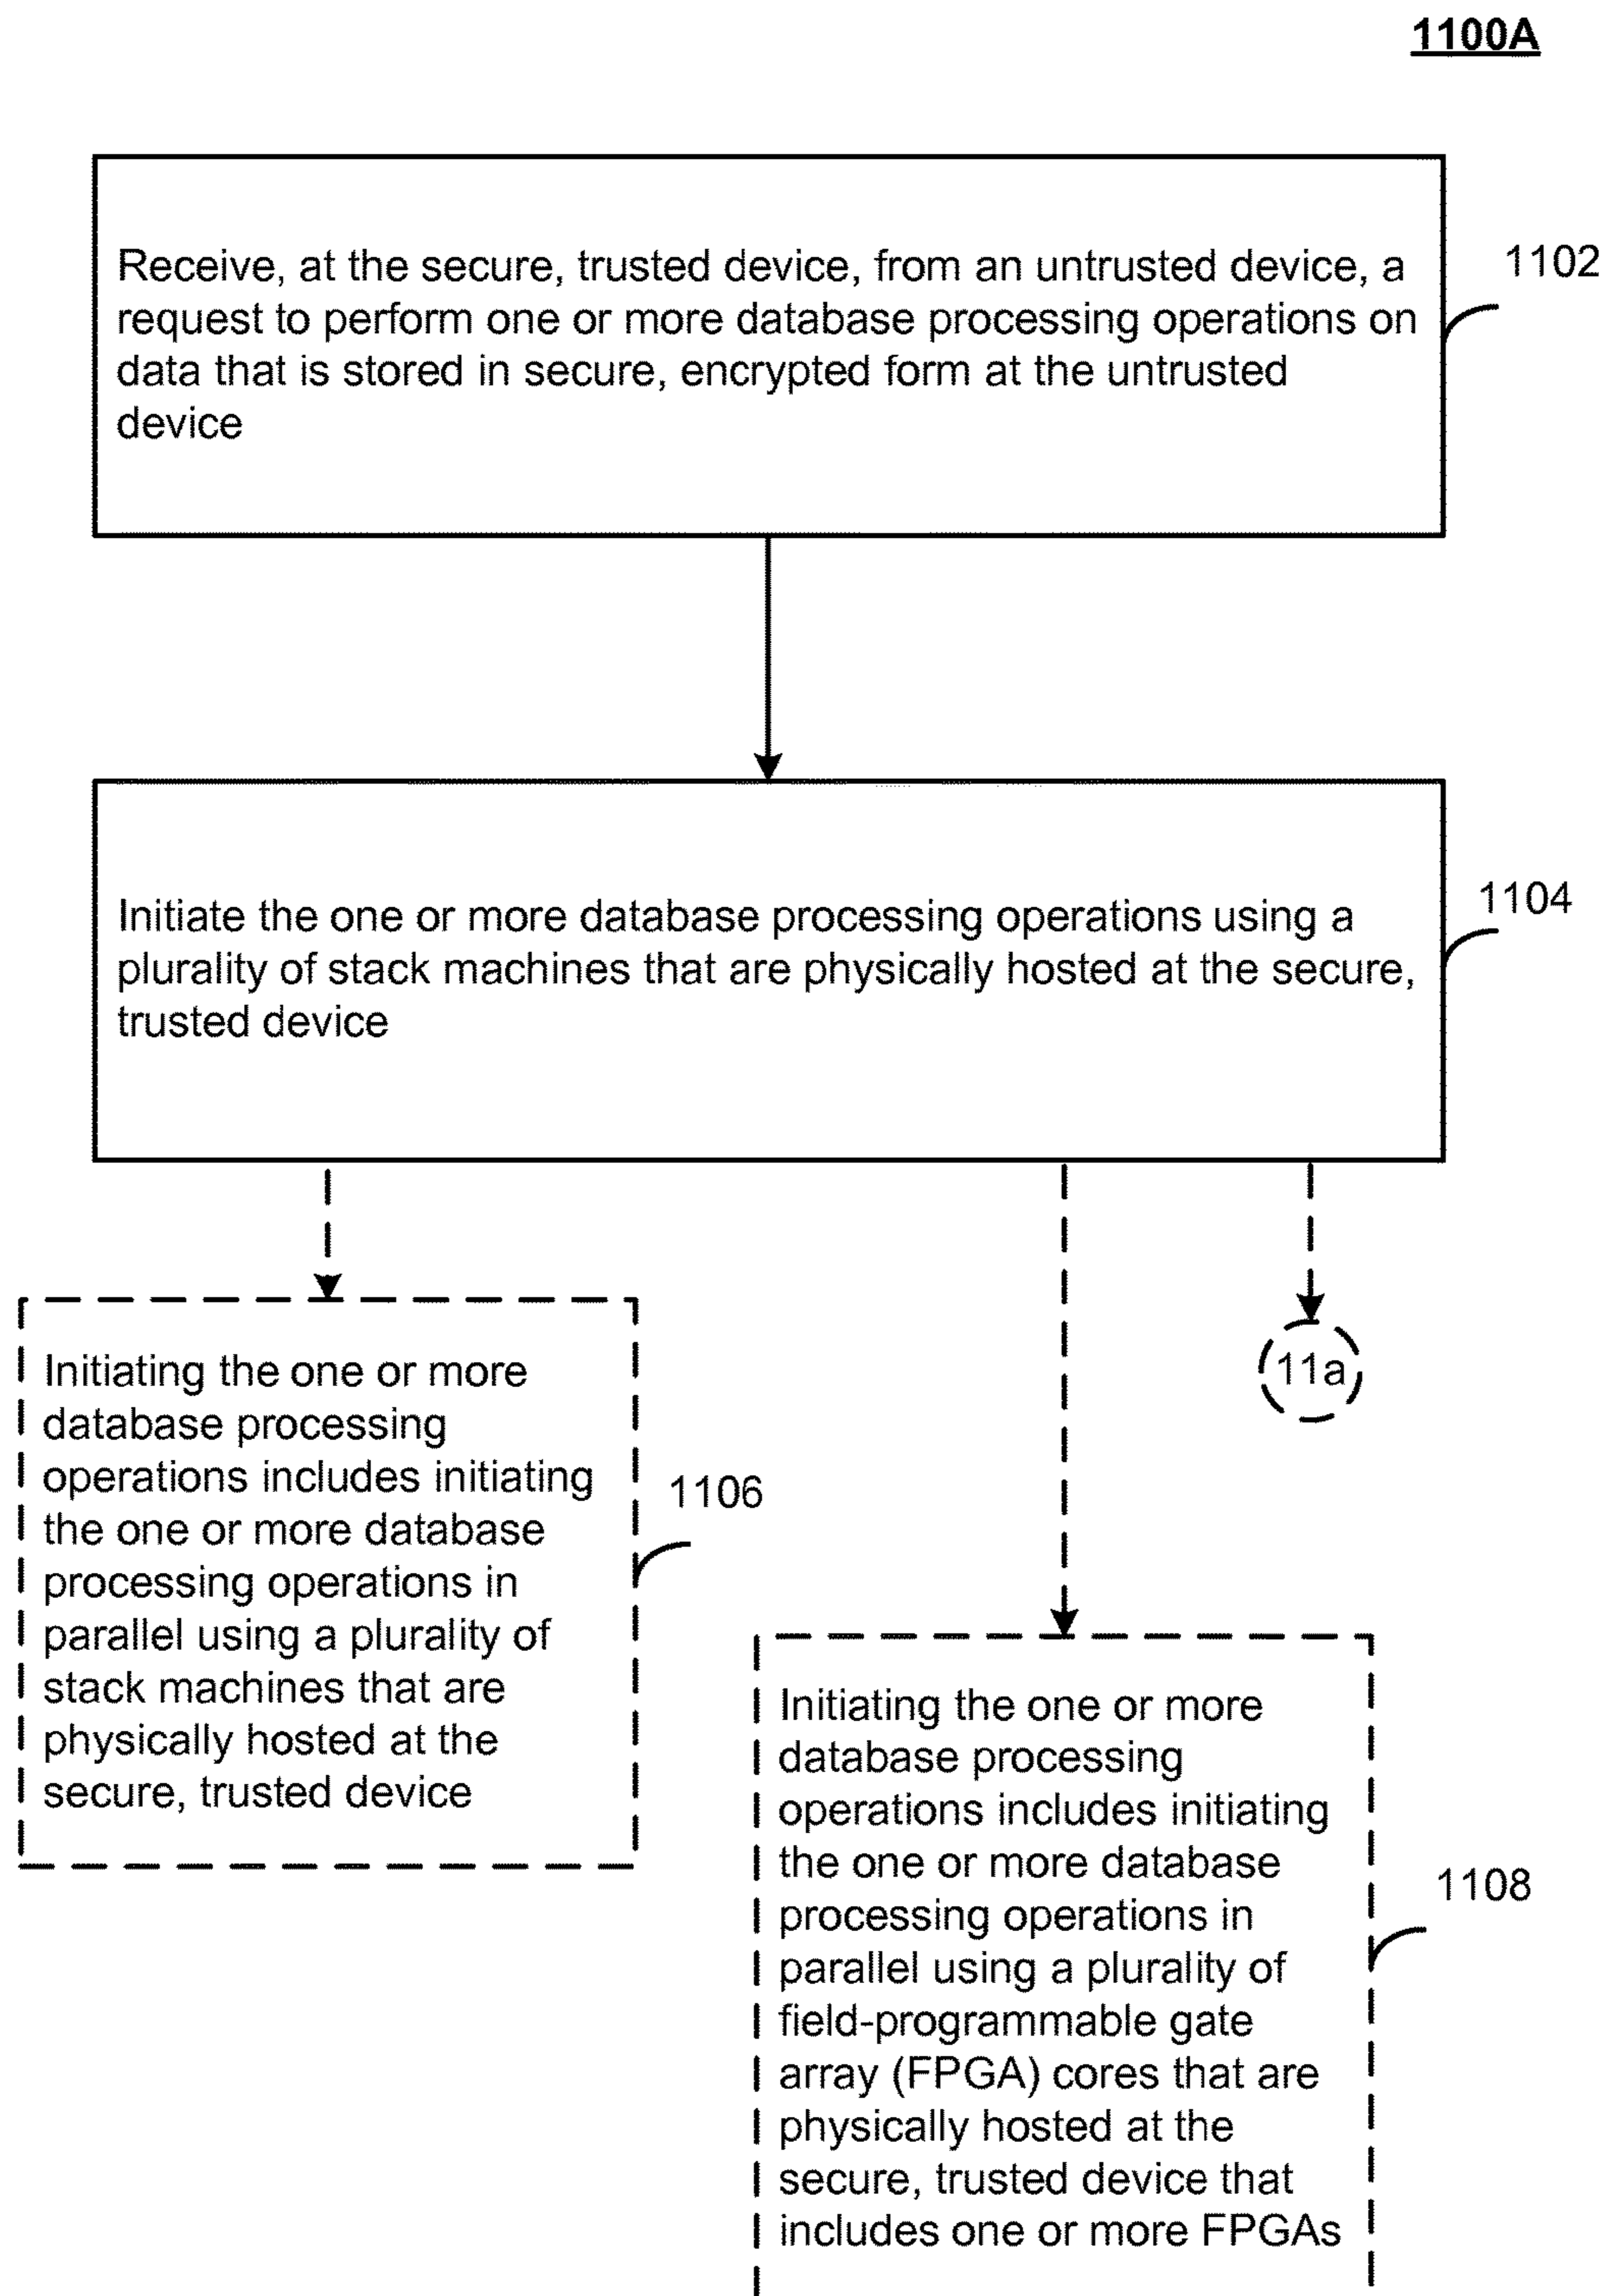 1100A
Receive, at the secure, trusted device, from an untrusted device, a
request to perform one or more database processing operations on
data that is stored in secure, encrypted form at the untrusted
device
1102
Initiate the one or more database processing operations using a
plurality of stack machines that are physically hosted at the secure,
trusted device
1104
11a
Initiating the one or more
database processing
operations includes initiating
the one or more database
processing operations in
parallel using a plurality of
stack machines that are
physically hosted at the
secure, trusted device
1106
Initiating the one or more
database processing
operations includes initiating
the one or more database
processing operations in
parallel using a plurality of
field-programmable gate
array (FPGA) cores that are
physically hosted at the
secure, trusted device that
includes one or more FPGAs
1108